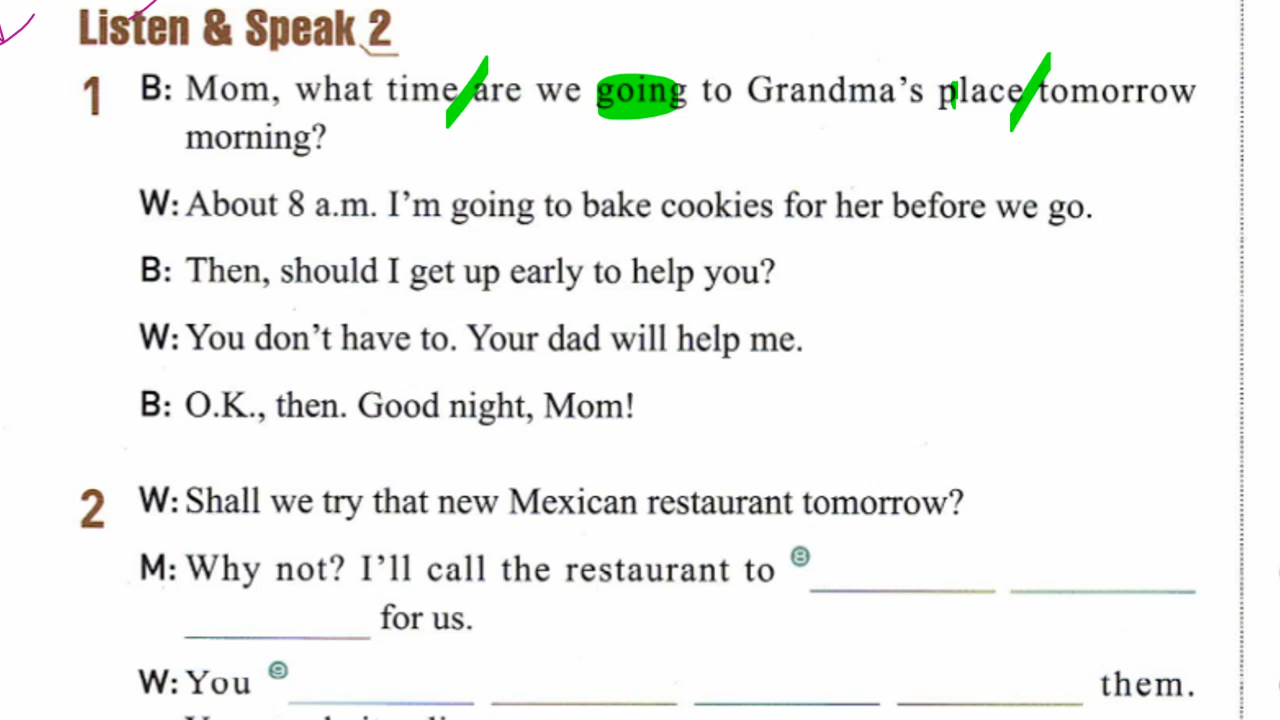 Listen & Speak 2
1 B: Mom, what time are we going to Grandma's place tomorrow
morning?
W: About 8 a.m. I'm going to bake cookies for her before we go.
B: Then, should I get up early to help you?
W: You don't have to. Your dad will help me.
B: O.K., then. Good night, Mom!
2 W: Shall we try that new Mexican restaurant tomorrow?
M: Why not? I'll call the restaurant to ⑧
for us.
W: You ⑨ them.